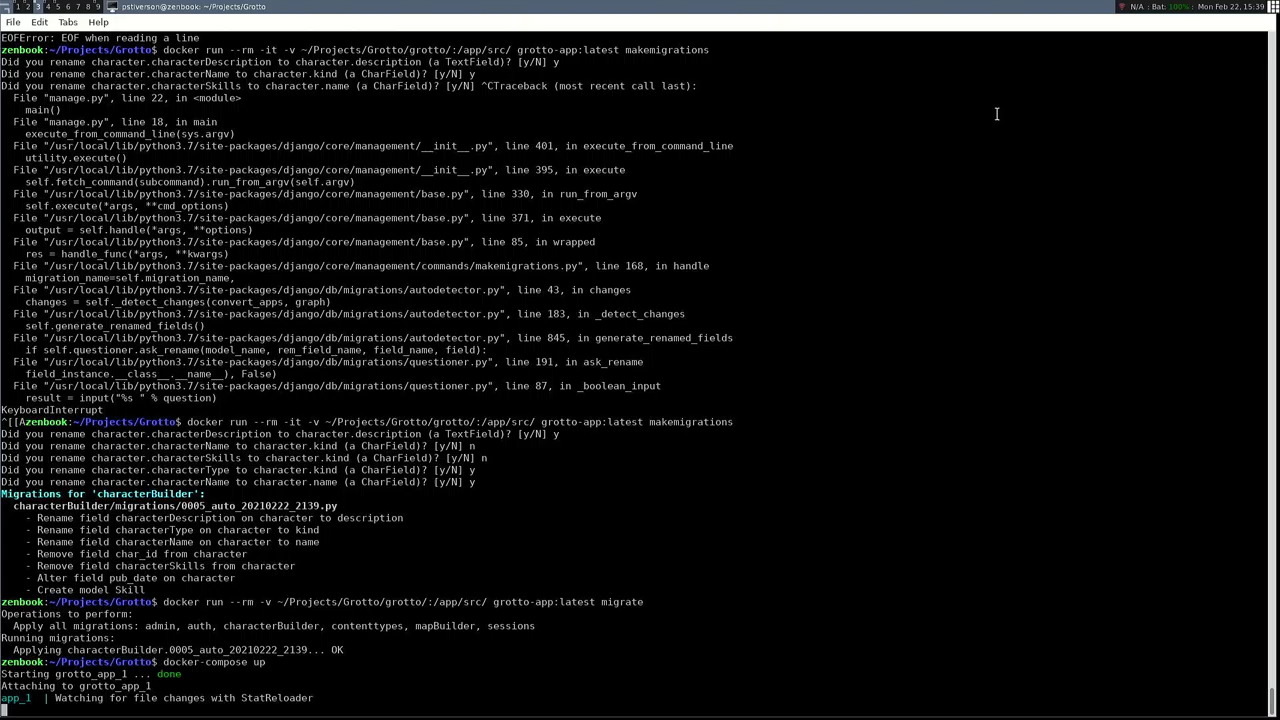 1 2 3 4 5 6 7 8 9 pstiverson@zenbook: ~/Projects/Grotto N/A : Bat: 100% : Mon Feb 22, 15:39
File Edit Tabs Help
EOFError: EOF when reading a line
zenbook:~/Projects/Grotto$ docker run --rm -it -v ~/Projects/Grotto/grotto/:/app/src/ grotto-app:latest makemigrations
Did you rename character.characterDescription to character.description (a TextField)? [y/N] y
Did you rename character.characterName to character.kind (a CharField)? [y/N] y
Did you rename character.characterSkills to character.name (a CharField)? [y/N] ^CTraceback (most recent call last):
  File "manage.py", line 22, in <module>
    main()
  File "manage.py", line 18, in main
    execute_from_command_line(sys.argv)
  File "/usr/local/lib/python3.7/site-packages/django/core/management/__init__.py", line 401, in execute_from_command_line
    utility.execute()
  File "/usr/local/lib/python3.7/site-packages/django/core/management/__init__.py", line 395, in execute
    self.fetch_command(subcommand).run_from_argv(self.argv)
  File "/usr/local/lib/python3.7/site-packages/django/core/management/base.py", line 330, in run_from_argv
    self.execute(*args, **cmd_options)
  File "/usr/local/lib/python3.7/site-packages/django/core/management/base.py", line 371, in execute
    output = self.handle(*args, **options)
  File "/usr/local/lib/python3.7/site-packages/django/core/management/base.py", line 85, in wrapped
    res = handle_func(*args, **kwargs)
  File "/usr/local/lib/python3.7/site-packages/django/core/management/commands/makemigrations.py", line 168, in handle
    migration_name=self.migration_name,
  File "/usr/local/lib/python3.7/site-packages/django/db/migrations/autodetector.py", line 43, in changes
    changes = self._detect_changes(convert_apps, graph)
  File "/usr/local/lib/python3.7/site-packages/django/db/migrations/autodetector.py", line 183, in _detect_changes
    self.generate_renamed_fields()
  File "/usr/local/lib/python3.7/site-packages/django/db/migrations/autodetector.py", line 845, in generate_renamed_fields
    if self.questioner.ask_rename(model_name, rem_field_name, field_name, field):
  File "/usr/local/lib/python3.7/site-packages/django/db/migrations/questioner.py", line 191, in ask_rename
    field_instance.__class__.__name__), False)
  File "/usr/local/lib/python3.7/site-packages/django/db/migrations/questioner.py", line 87, in _boolean_input
    result = input("%s " % question)
KeyboardInterrupt
^[[Azenbook:~/Projects/Grotto$ docker run --rm -it -v ~/Projects/Grotto/grotto/:/app/src/ grotto-app:latest makemigrations
Did you rename character.characterDescription to character.description (a TextField)? [y/N] y
Did you rename character.characterName to character.kind (a CharField)? [y/N] n
Did you rename character.characterSkills to character.kind (a CharField)? [y/N] n
Did you rename character.characterType to character.kind (a CharField)? [y/N] y
Did you rename character.characterName to character.name (a CharField)? [y/N] y
Migrations for 'characterBuilder':
  characterBuilder/migrations/0005_auto_20210222_2139.py
    - Rename field characterDescription on character to description
    - Rename field characterType on character to kind
    - Rename field characterName on character to name
    - Remove field char_id from character
    - Remove field characterSkills from character
    - Alter field pub_date on character
    - Create model Skill
zenbook:~/Projects/Grotto$ docker run --rm -v ~/Projects/Grotto/grotto/:/app/src/ grotto-app:latest migrate
Operations to perform:
  Apply all migrations: admin, auth, characterBuilder, contenttypes, mapBuilder, sessions
Running migrations:
  Applying characterBuilder.0005_auto_20210222_2139... OK
zenbook:~/Projects/Grotto$ docker-compose up
Starting grotto_app_1 ... done
Attaching to grotto_app_1
app_1  | Watching for file changes with StatReloader